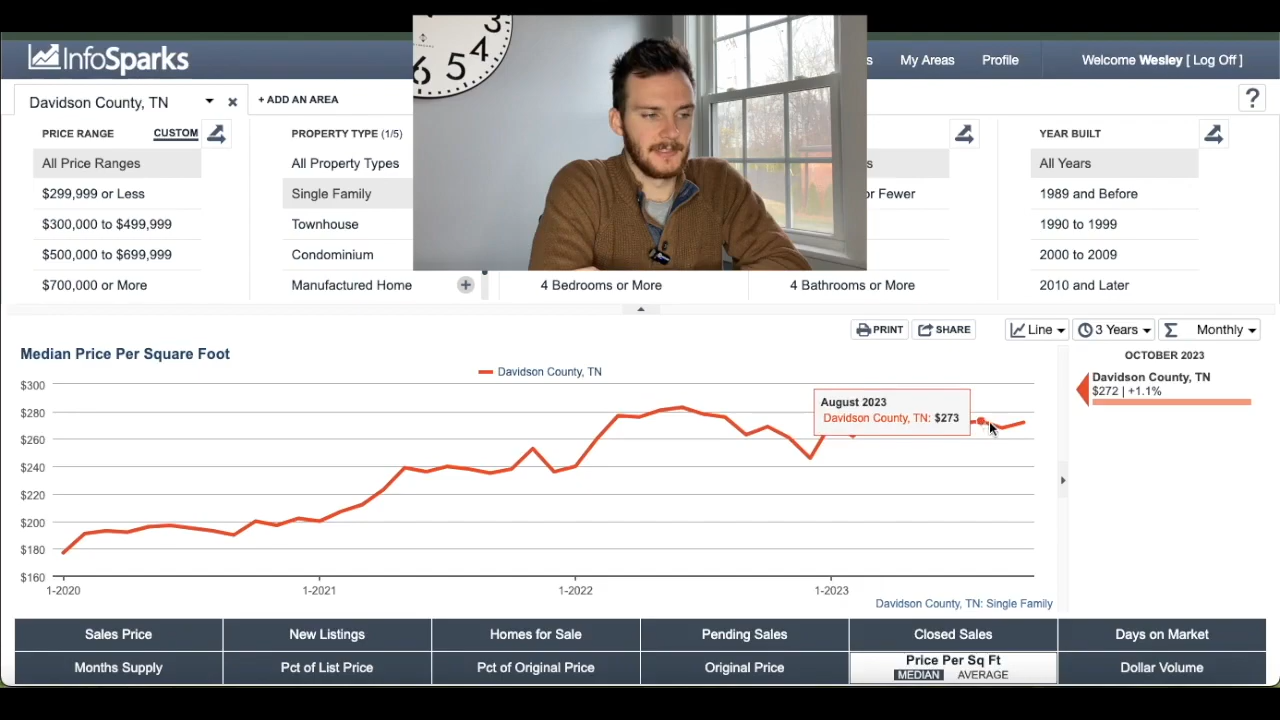 InfoSparks
My Areas
Profile
Welcome Wesley [ Log Off ]
Davidson County, TN
+ ADD AN AREA
?
PRICE RANGE
CUSTOM
All Price Ranges
$299,999 or Less
$300,000 to $499,999
$500,000 to $699,999
$700,000 or More
PROPERTY TYPE (1/5)
All Property Types
Single Family
Townhouse
Condominium
Manufactured Home
4 Bedrooms or More
or Fewer
4 Bathrooms or More
YEAR BUILT
All Years
1989 and Before
1990 to 1999
2000 to 2009
2010 and Later
3
4
5
6
PRINT
SHARE
Line
3 Years
Monthly
Median Price Per Square Foot
Davidson County, TN
OCTOBER 2023
Davidson County, TN
$272 | +1.1%
$300
$280
$260
$240
$220
$200
$180
$160
August 2023
Davidson County, TN: $273
1-2020
1-2021
1-2022
1-2023
Davidson County, TN: Single Family
Sales Price
New Listings
Homes for Sale
Pending Sales
Closed Sales
Days on Market
Months Supply
Pct of List Price
Pct of Original Price
Original Price
Price Per Sq Ft
MEDIAN AVERAGE
Dollar Volume